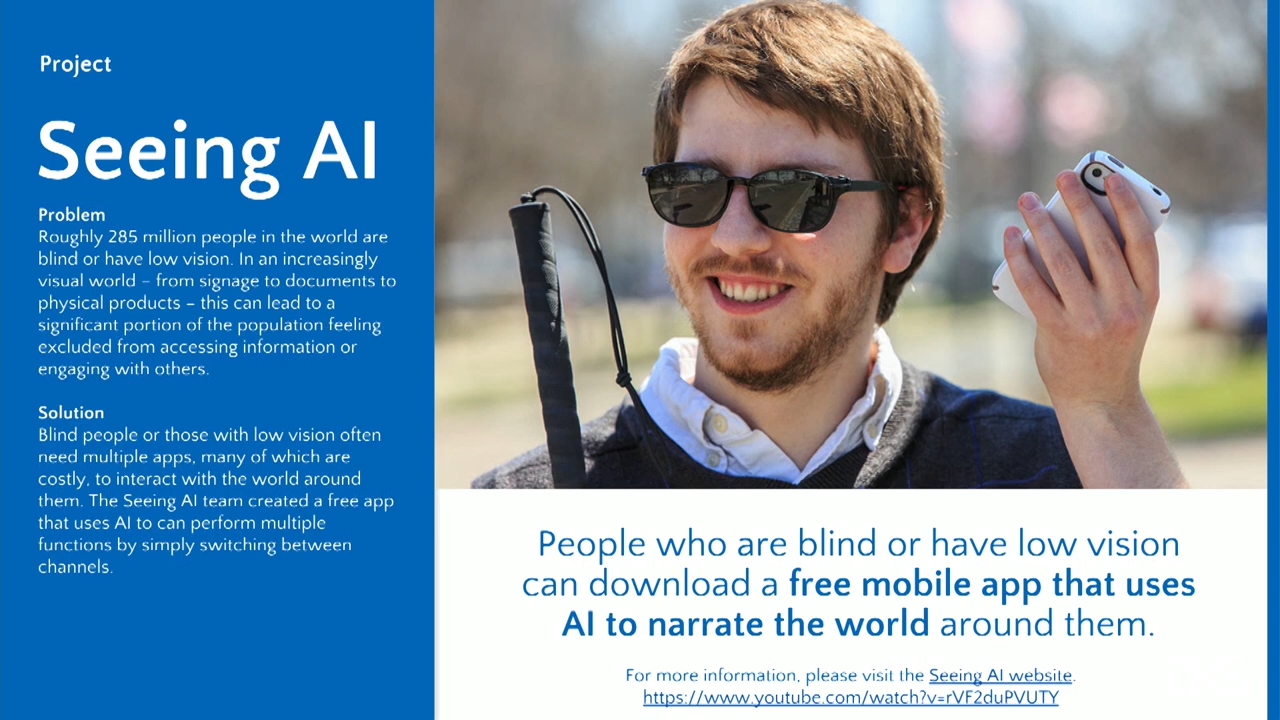 Project
Seeing AI
Problem
Roughly 285 million people in the world are
blind or have low vision. In an increasingly
visual world – from signage to documents to
physical products – this can lead to a
significant portion of the population feeling
excluded from accessing information or
engaging with others.
Solution
Blind people or those with low vision often
need multiple apps, many of which are
costly, to interact with the world around
them. The Seeing AI team created a free app
that uses AI to can perform multiple
functions by simply switching between
channels.
People who are blind or have low vision
can download a free mobile app that uses
AI to narrate the world around them.
For more information, please visit the Seeing AI website.
https://www.youtube.com/watch?v=rVF2duPVUTY